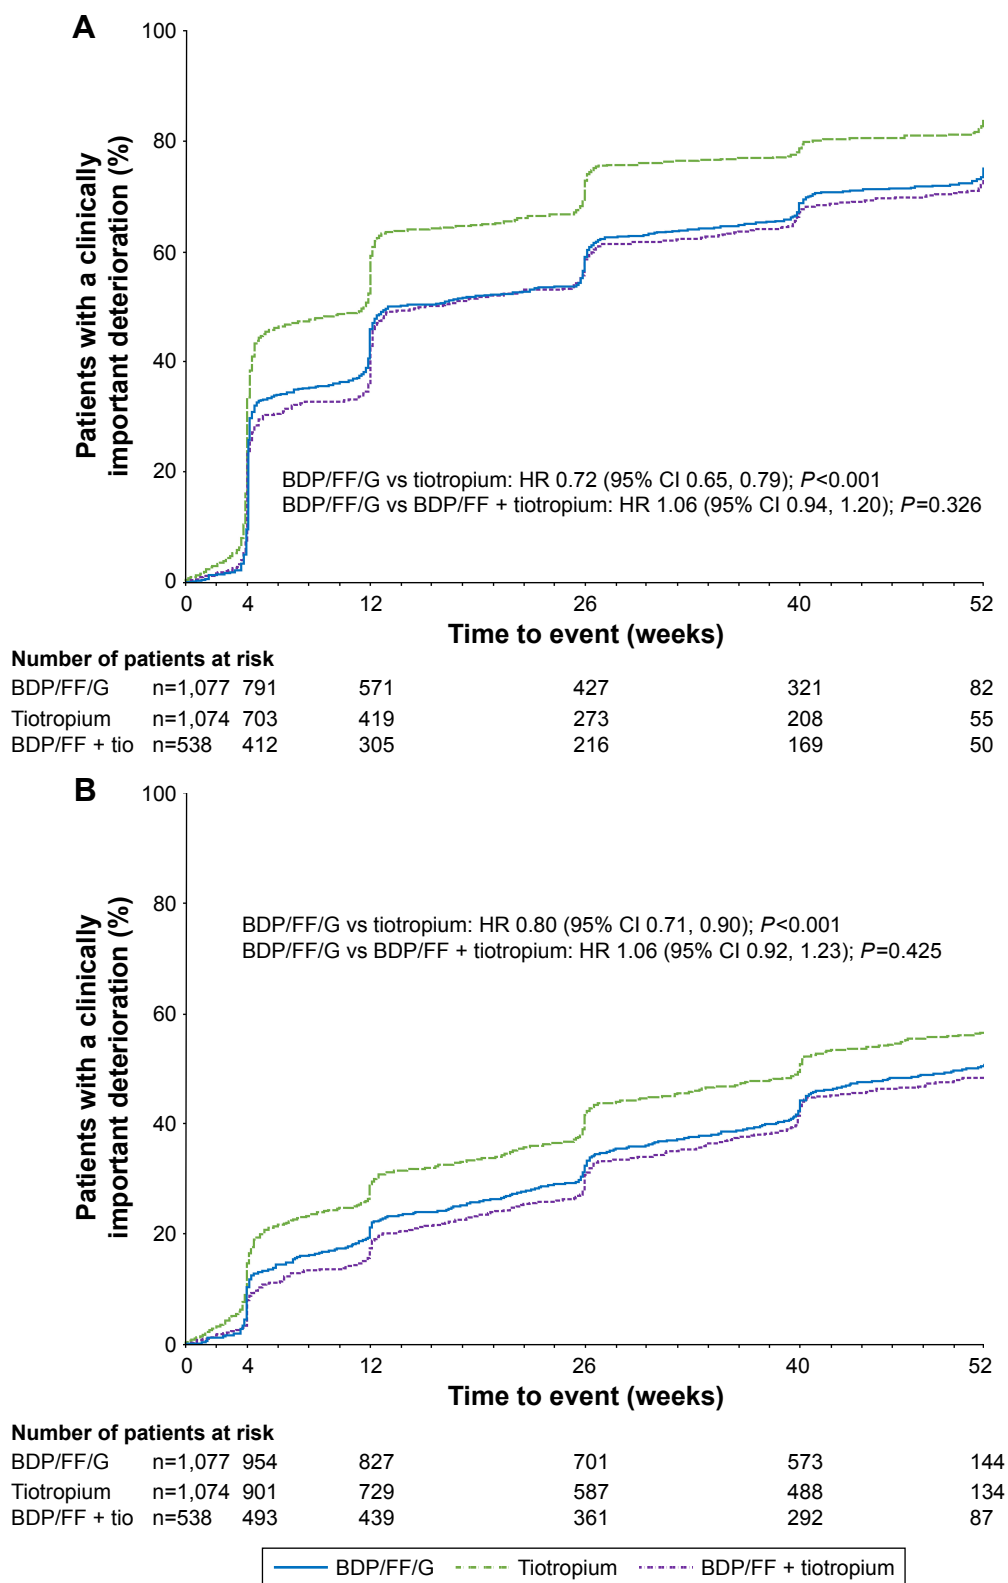 A
100
80
60
40
20
0
Patients with a clinically
important deterioration (%)
BDP/FF/G vs tiotropium: HR 0.72 (95% CI 0.65, 0.79); P<0.001
BDP/FF/G vs BDP/FF + tiotropium: HR 1.06 (95% CI 0.94, 1.20); P=0.326
0 4 12 26 40 52
Time to event (weeks)
Number of patients at risk
BDP/FF/G n=1,077 791 571 427 321 82
Tiotropium n=1,074 703 419 273 208 55
BDP/FF + tio n=538 412 305 216 169 50
B
100
80
60
40
20
0
Patients with a clinically
important deterioration (%)
BDP/FF/G vs tiotropium: HR 0.80 (95% CI 0.71, 0.90); P<0.001
BDP/FF/G vs BDP/FF + tiotropium: HR 1.06 (95% CI 0.92, 1.23); P=0.425
0 4 12 26 40 52
Time to event (weeks)
Number of patients at risk
BDP/FF/G n=1,077 954 827 701 573 144
Tiotropium n=1,074 901 729 587 488 134
BDP/FF + tio n=538 493 439 361 292 87
BDP/FF/G Tiotropium BDP/FF + tiotropium